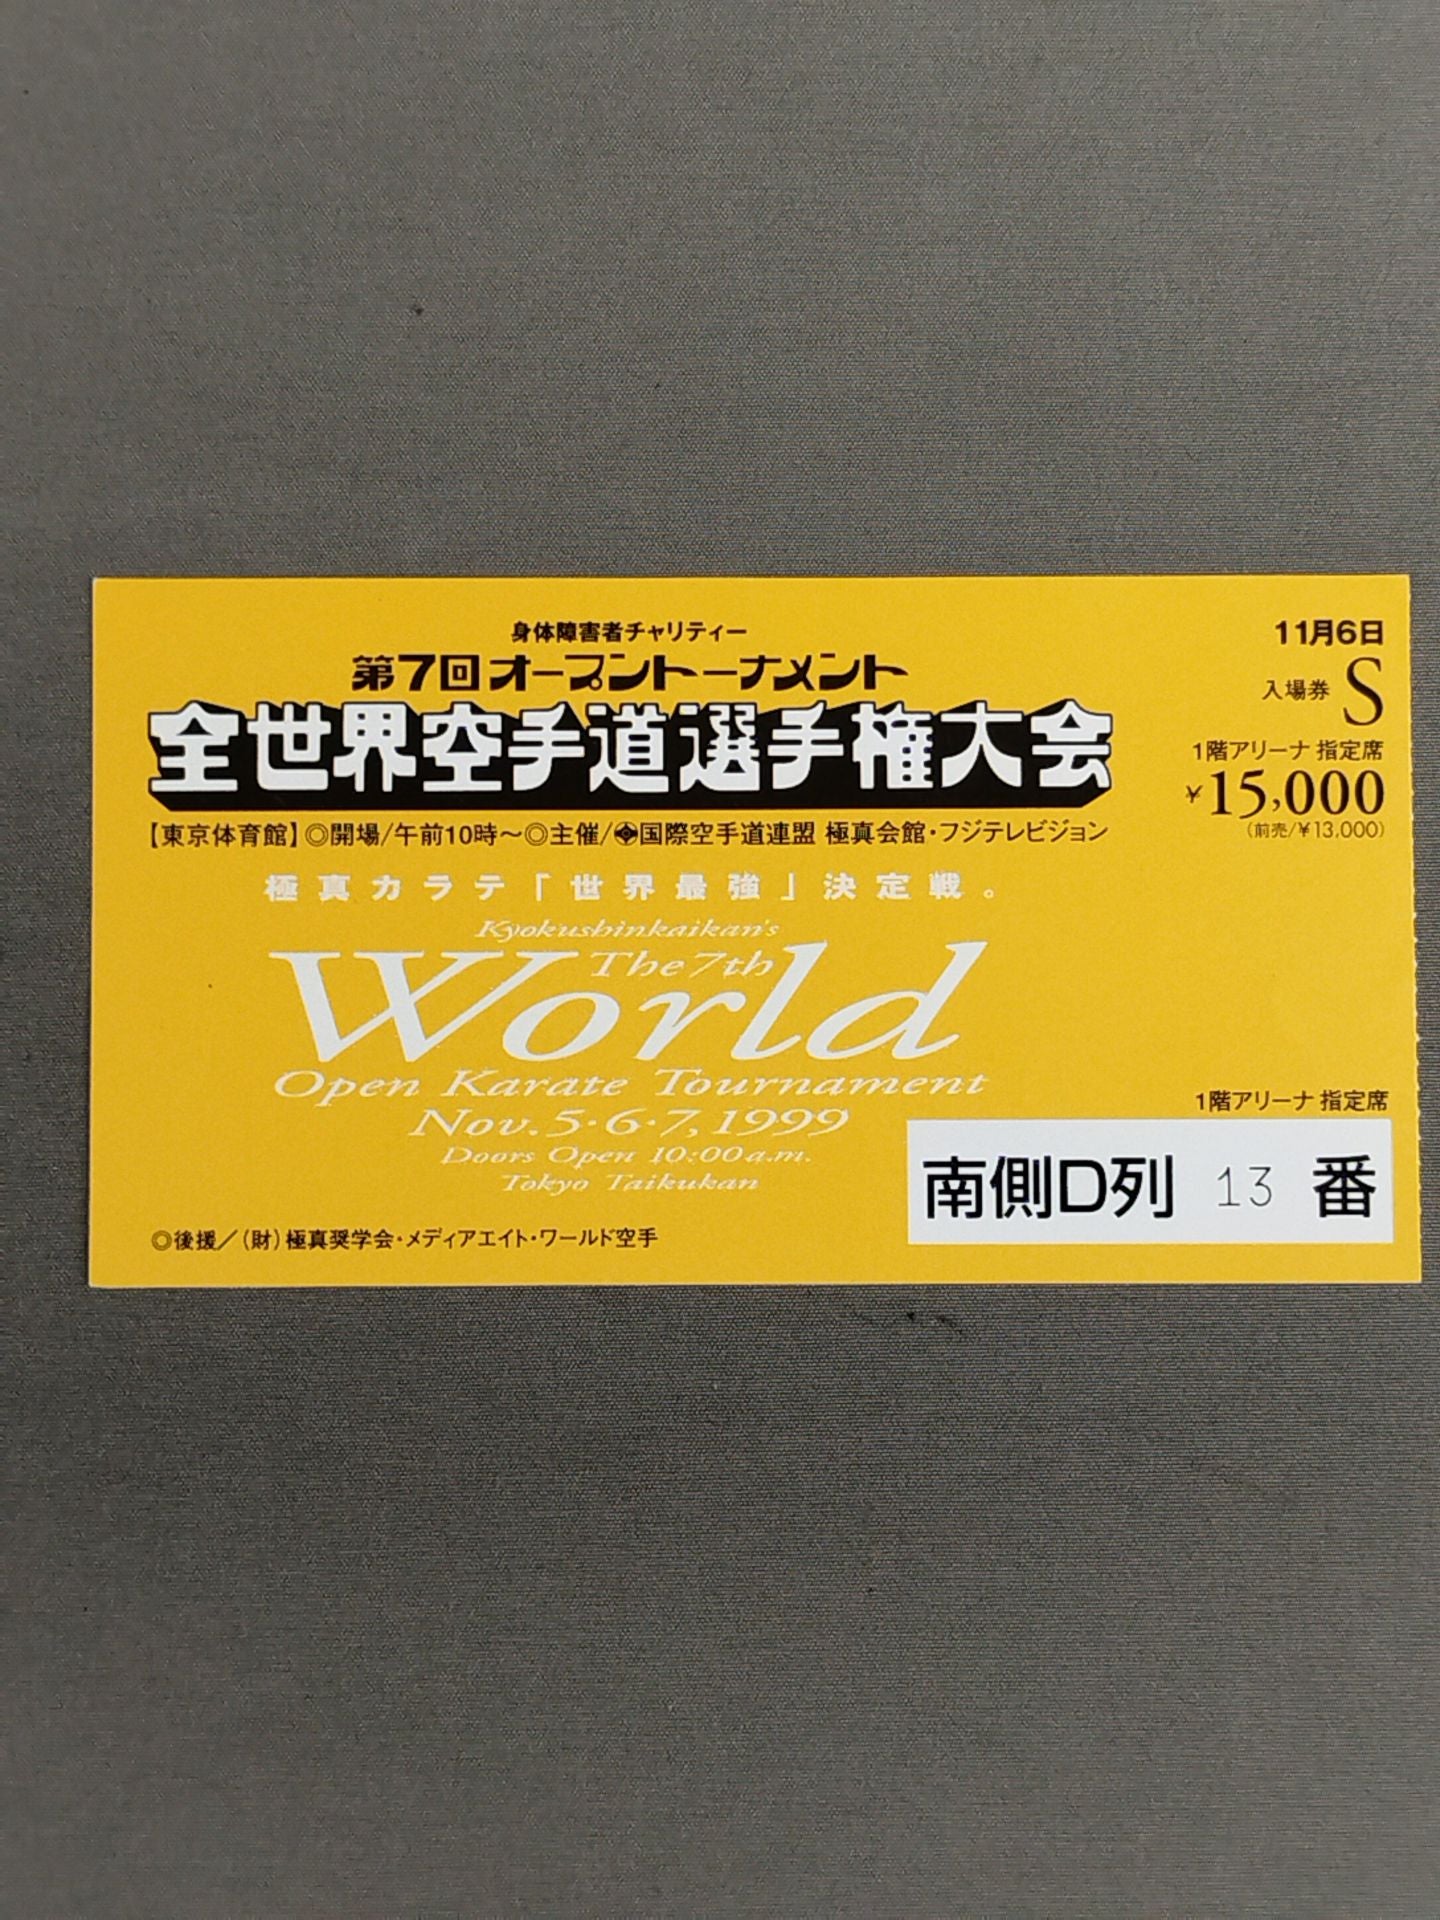 身体障害者チャリティー
第7回オープントーナメント
全世界空手道選手権大会
【東京体育館】◎開場/午前10時～◎主催/国際空手道連盟 極真会館・フジテレビジョン
極真カラテ「世界最強」決定戦。
Kyokushinkaikan's
The 7th
World
Open Karate Tournament
Nov. 5・6・7, 1999
Doors Open 10:00a.m.
Tokyo Taikukan
◎後援／(財)極真奨学会・メディアエイト・ワールド空手
11月6日
入場券 S
1階アリーナ 指定席
¥15,000
(前売/¥13,000)
1階アリーナ 指定席
南側D列 13 番